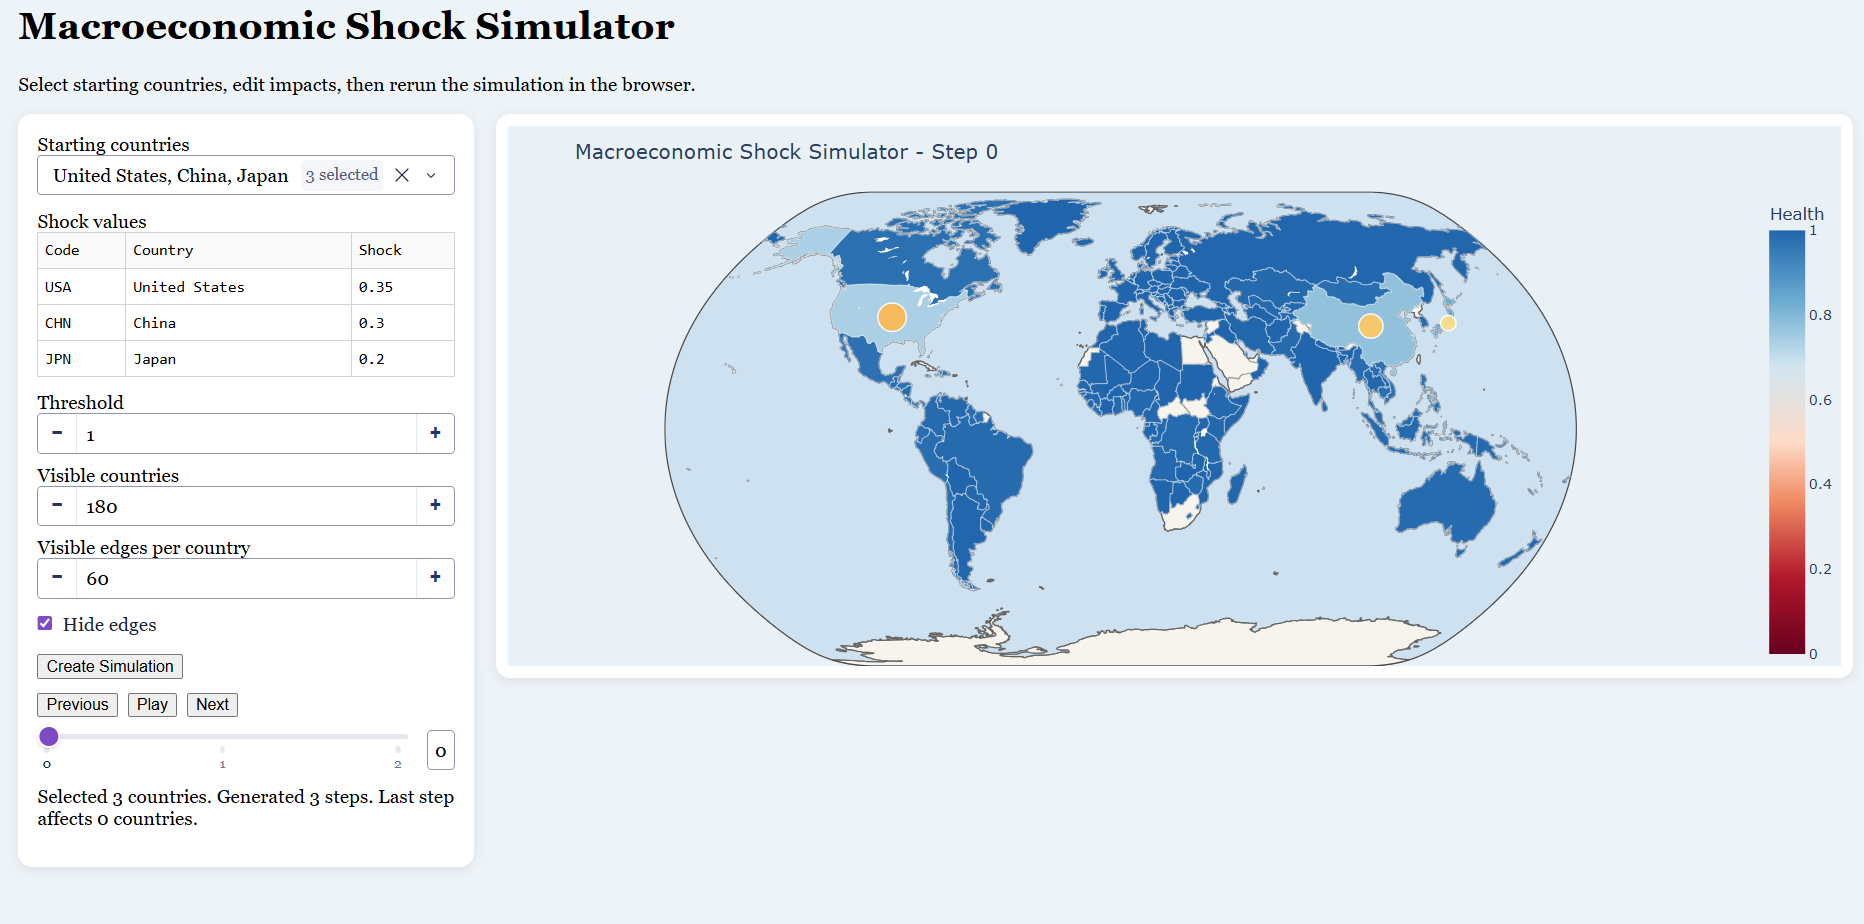 Macroeconomic Shock Simulator
Select starting countries, edit impacts, then rerun the simulation in the browser.
Starting countries
United States, China, Japan 3 selected
Shock values
Code Country Shock
USA United States 0.35
CHN China 0.3
JPN Japan 0.2
Threshold
− 1 +
Visible countries
− 180 +
Visible edges per country
− 60 +
Hide edges
Create Simulation
Previous Play Next
0 1 2
0
Selected 3 countries. Generated 3 steps. Last step
affects 0 countries.
Macroeconomic Shock Simulator - Step 0
Health
1
0.8
0.6
0.4
0.2
0